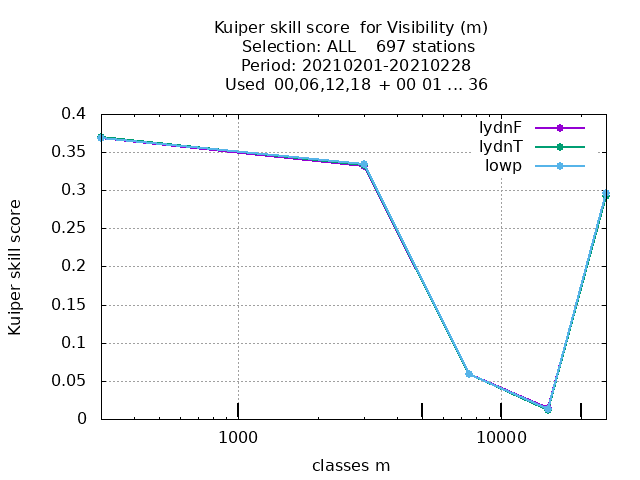 Kuiper skill score  for Visibility (m)
Selection: ALL    697 stations
Period: 20210201-20210228
Used  00,06,12,18  + 00 01 ... 36
lydnF
lydnT
lowp
0.4
0.35
0.3
0.25
0.2
0.15
0.1
0.05
0
Kuiper skill score
1000
10000
classes m